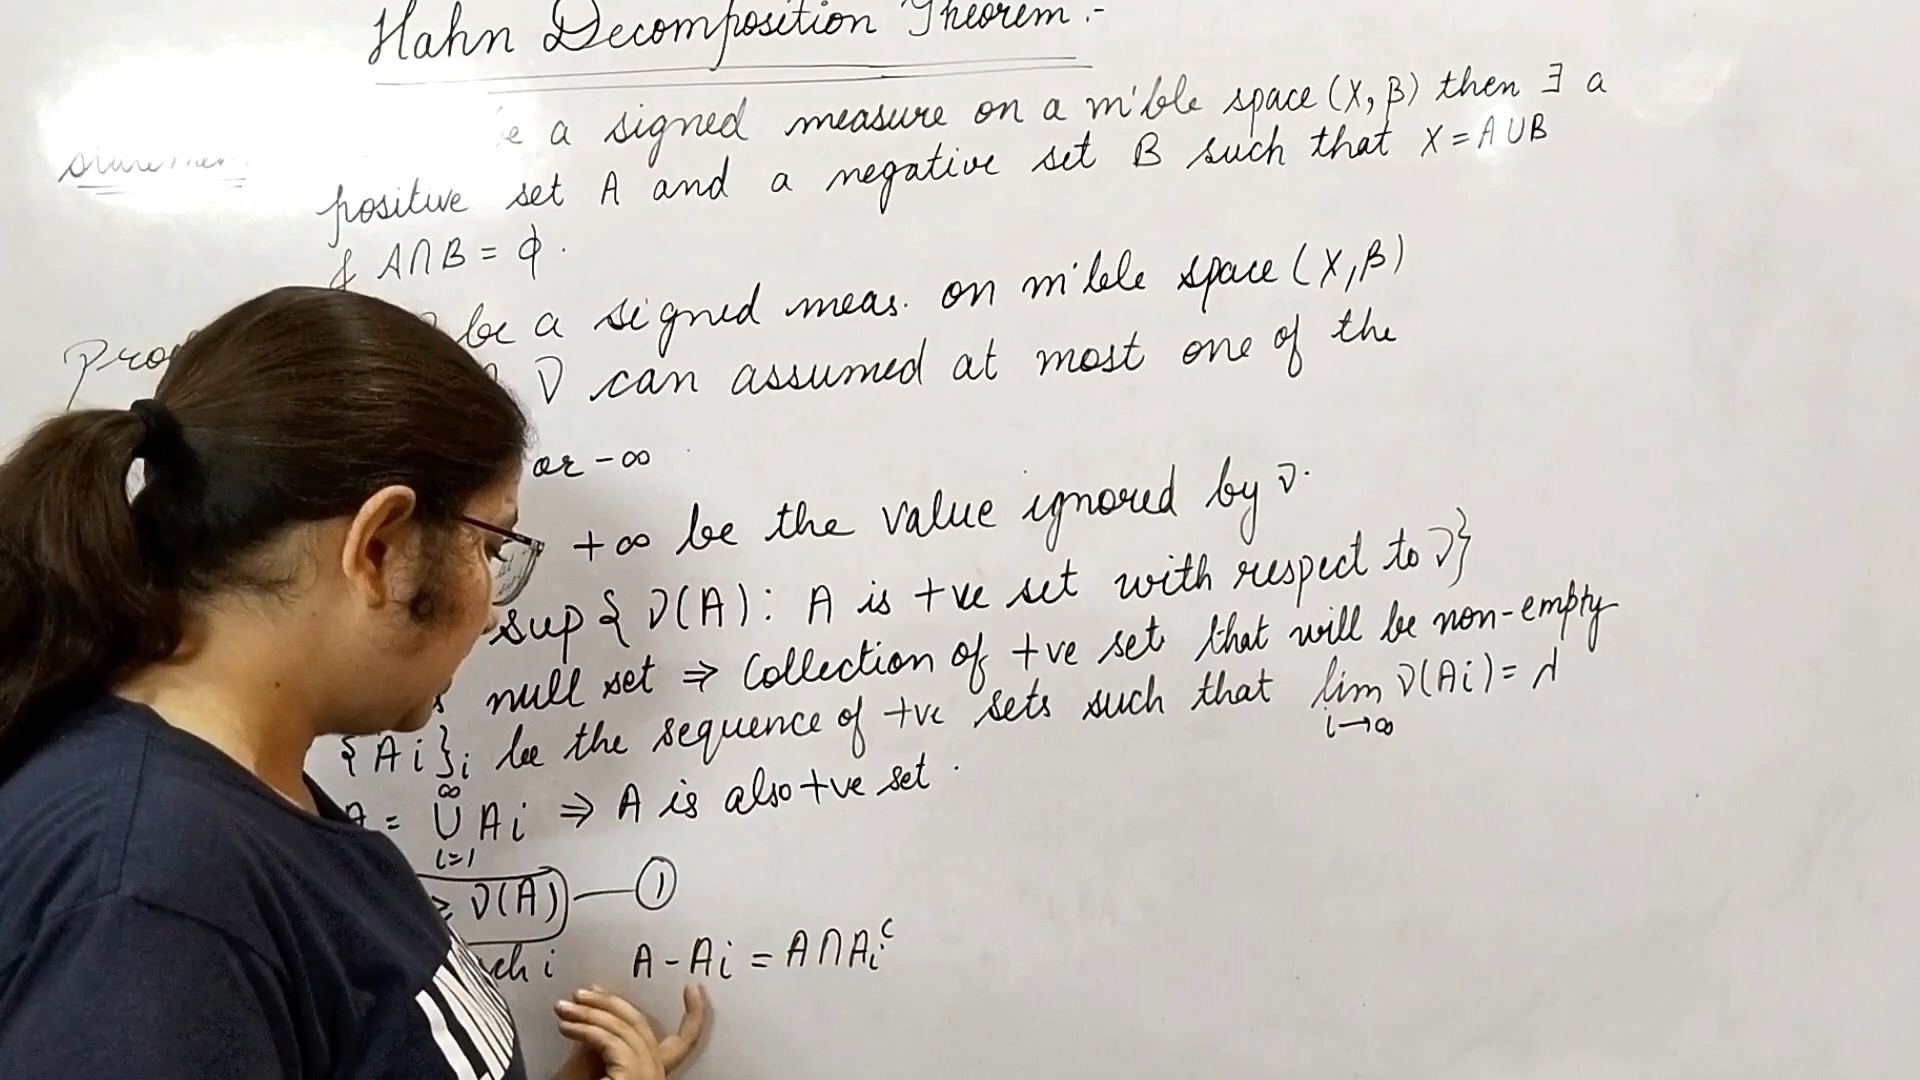 Hahn Decomposition Theorem :-
a signed measure on a m'ble space (X, β) then ∃ a
positive set A and a negative set B such that X = A∪B
& A∩B = ϕ.
be a signed meas. on m'ble space (X, β)
ν can assumed at most one of the
or -∞
+∞ be the value ignored by ν.
sup { ν(A) : A is +ve set with respect to ν}
null set ⇒ Collection of +ve set that will be non-empty
{Ai}i be the sequence of +ve sets such that lim i→∞ ν(Ai) = λ
A = ∞ ∪ i=1 Ai ⇒ A is also +ve set.
≥ ν(A) — ①
i A - Ai = A∩Ai^c